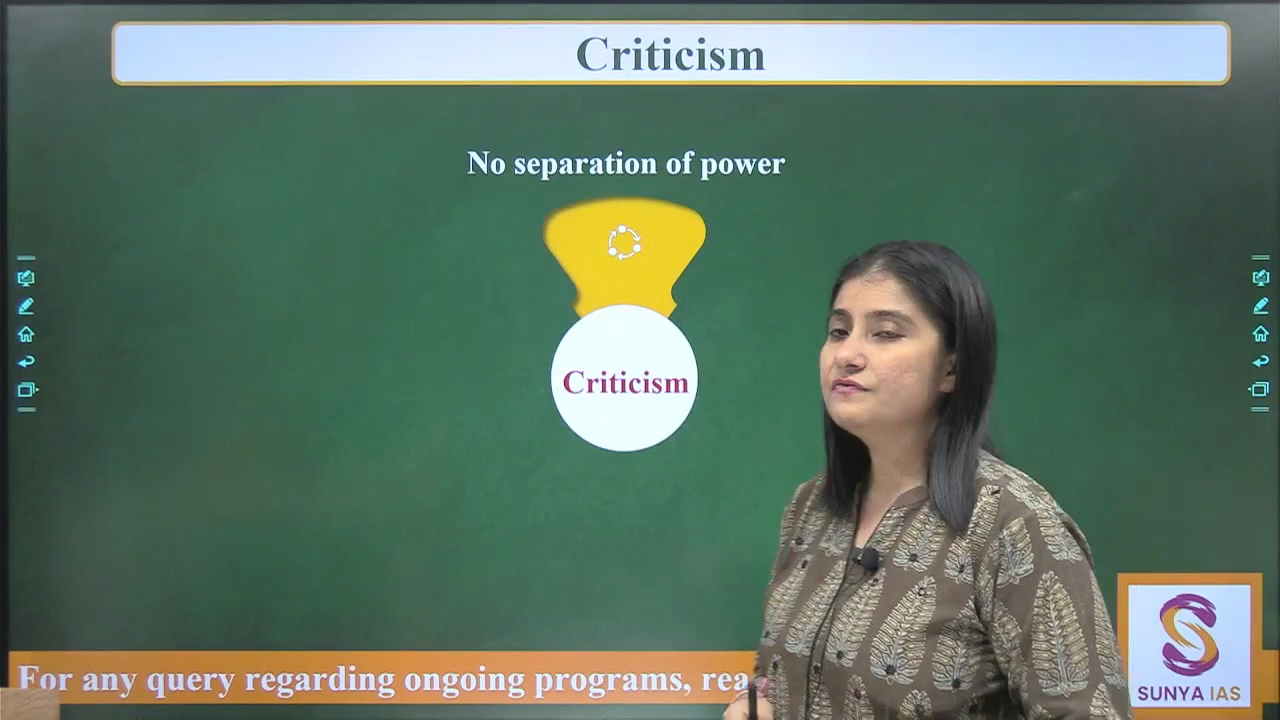 Criticism
No separation of power
Criticism
For any query regarding ongoing programs, rea
SUNYA IAS